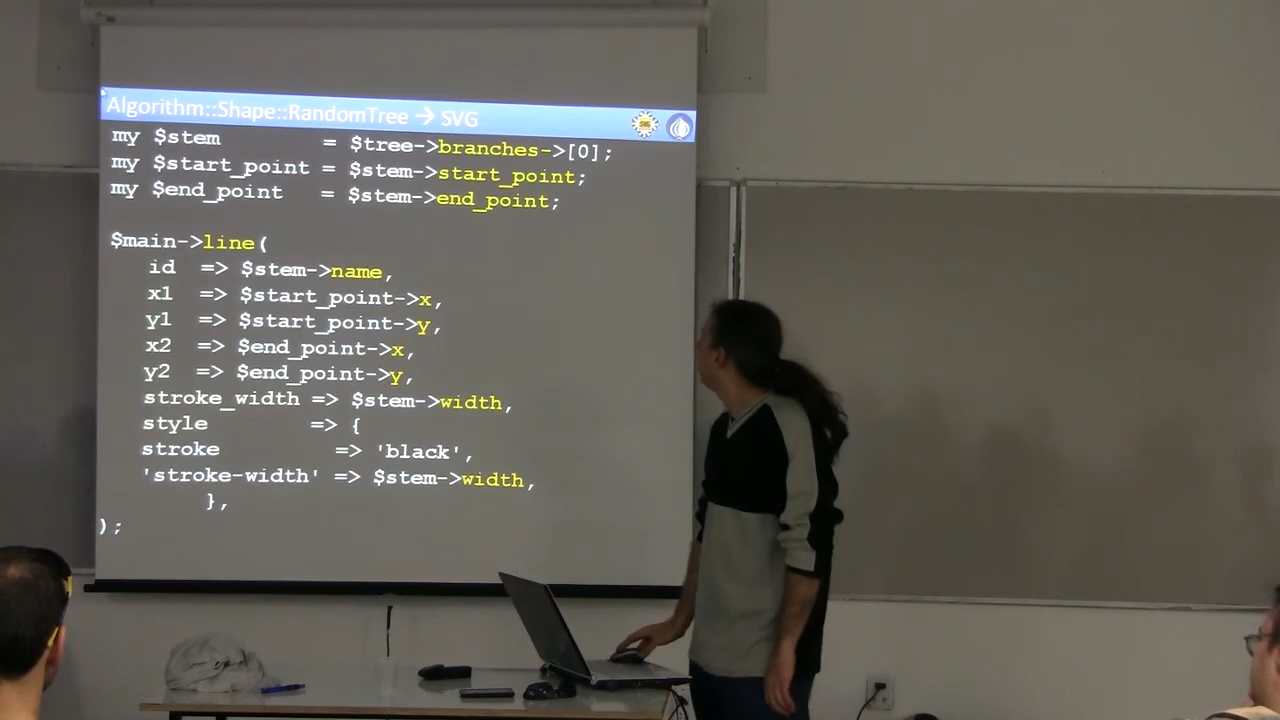 Algorithm::Shape::RandomTree → SVG
my $stem = $tree->branches->[0];
my $start_point = $stem->start_point;
my $end_point = $stem->end_point;
$main->line(
id => $stem->name,
x1 => $start_point->x,
y1 => $start_point->y,
x2 => $end_point->x,
y2 => $end_point->y,
stroke_width => $stem->width,
style => {
stroke => 'black',
'stroke-width' => $stem->width,
},
);